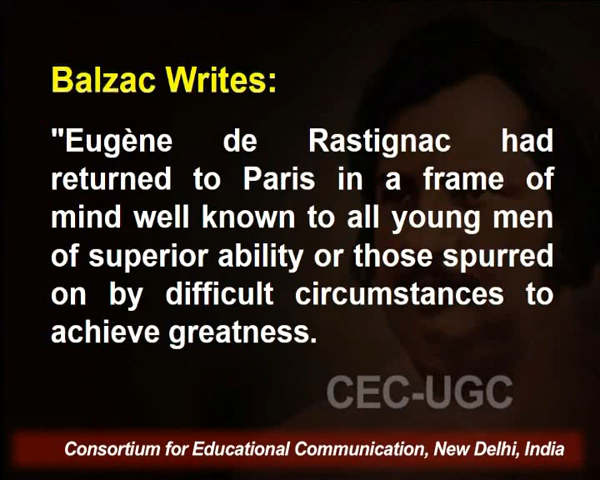 Balzac Writes:
"Eugène de Rastignac had
returned to Paris in a frame of
mind well known to all young men
of superior ability or those spurred
on by difficult circumstances to
achieve greatness.
CEC-UGC
Consortium for Educational Communication, New Delhi, India